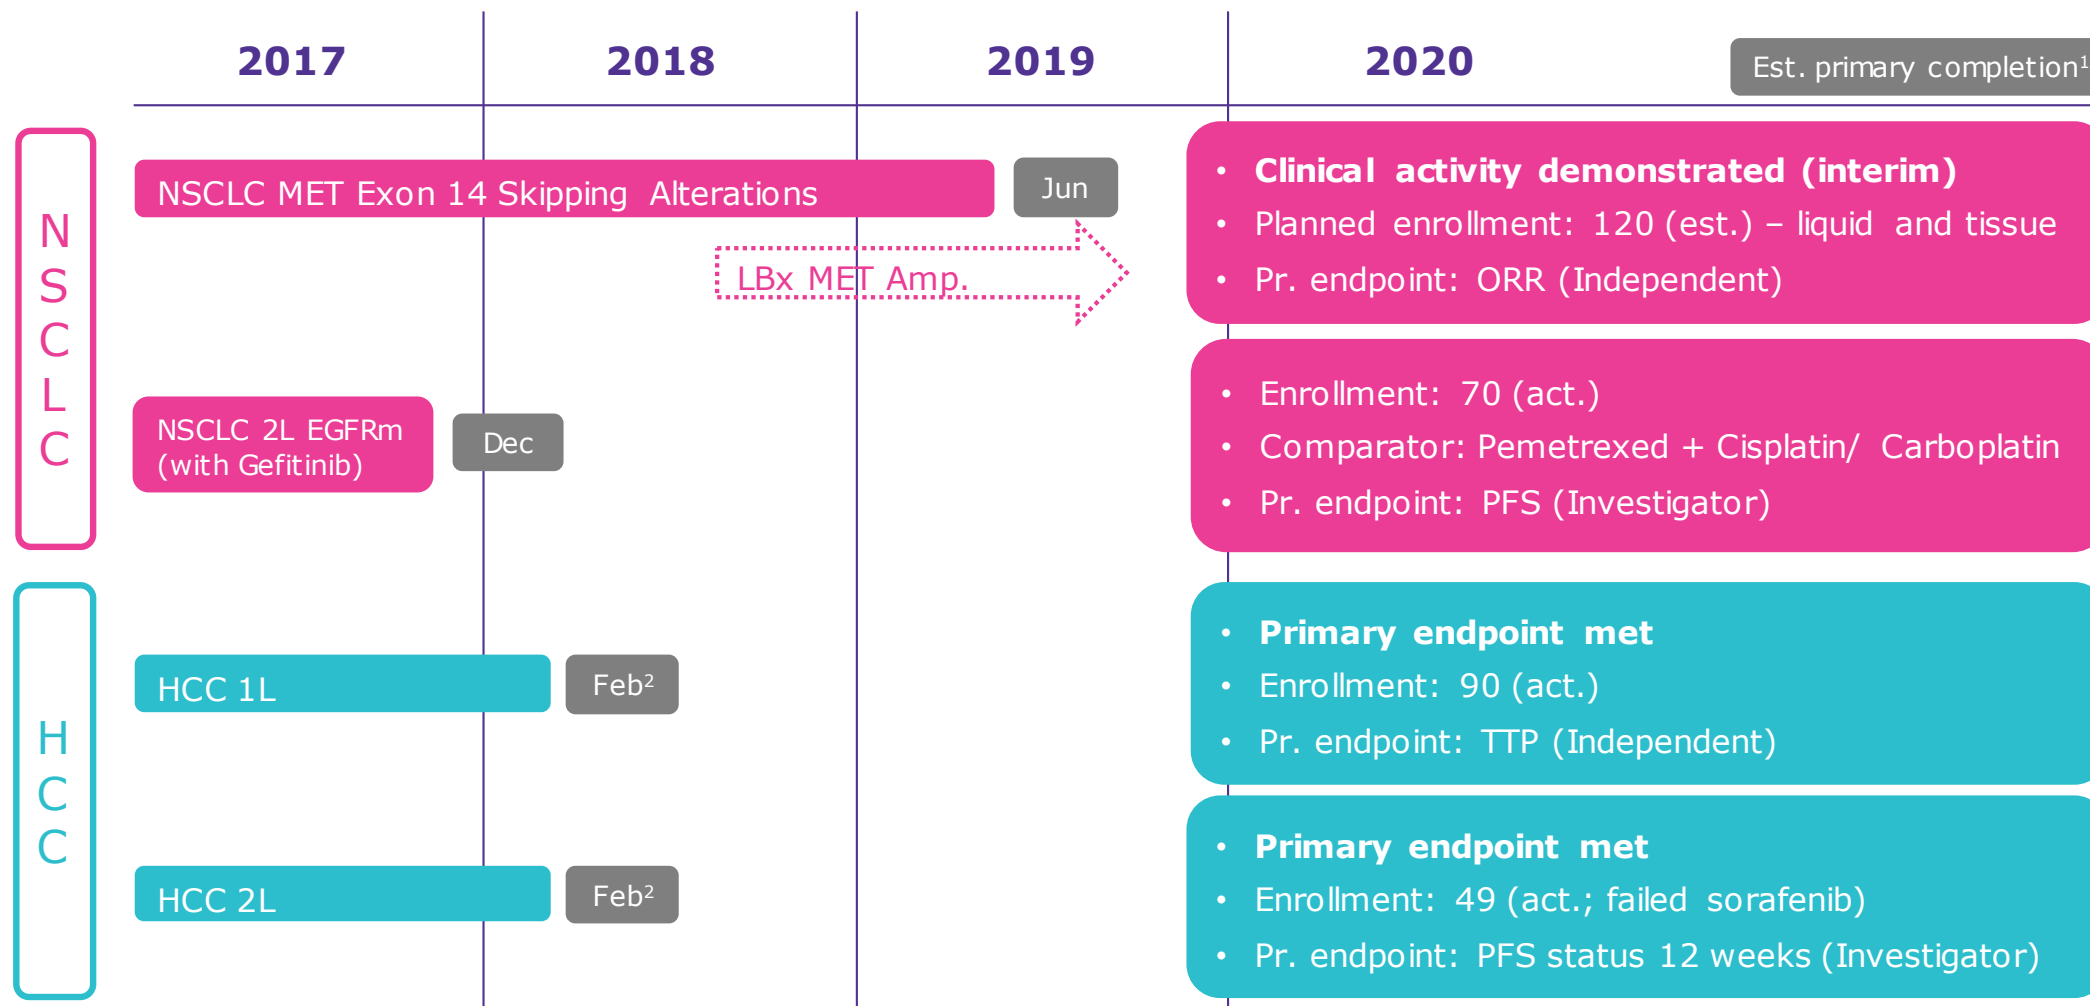 2017 2018 2019 2020 Est. primary completion¹
NSCLC
NSCLC MET Exon 14 Skipping Alterations
Jun
LBx MET Amp.
• Clinical activity demonstrated (interim)
• Planned enrollment: 120 (est.) – liquid and tissue
• Pr. endpoint: ORR (Independent)
NSCLC 2L EGFRm
(with Gefitinib)
Dec
• Enrollment: 70 (act.)
• Comparator: Pemetrexed + Cisplatin/ Carboplatin
• Pr. endpoint: PFS (Investigator)
HCC
HCC 1L
Feb²
• Primary endpoint met
• Enrollment: 90 (act.)
• Pr. endpoint: TTP (Independent)
HCC 2L
Feb²
• Primary endpoint met
• Enrollment: 49 (act.; failed sorafenib)
• Pr. endpoint: PFS status 12 weeks (Investigator)